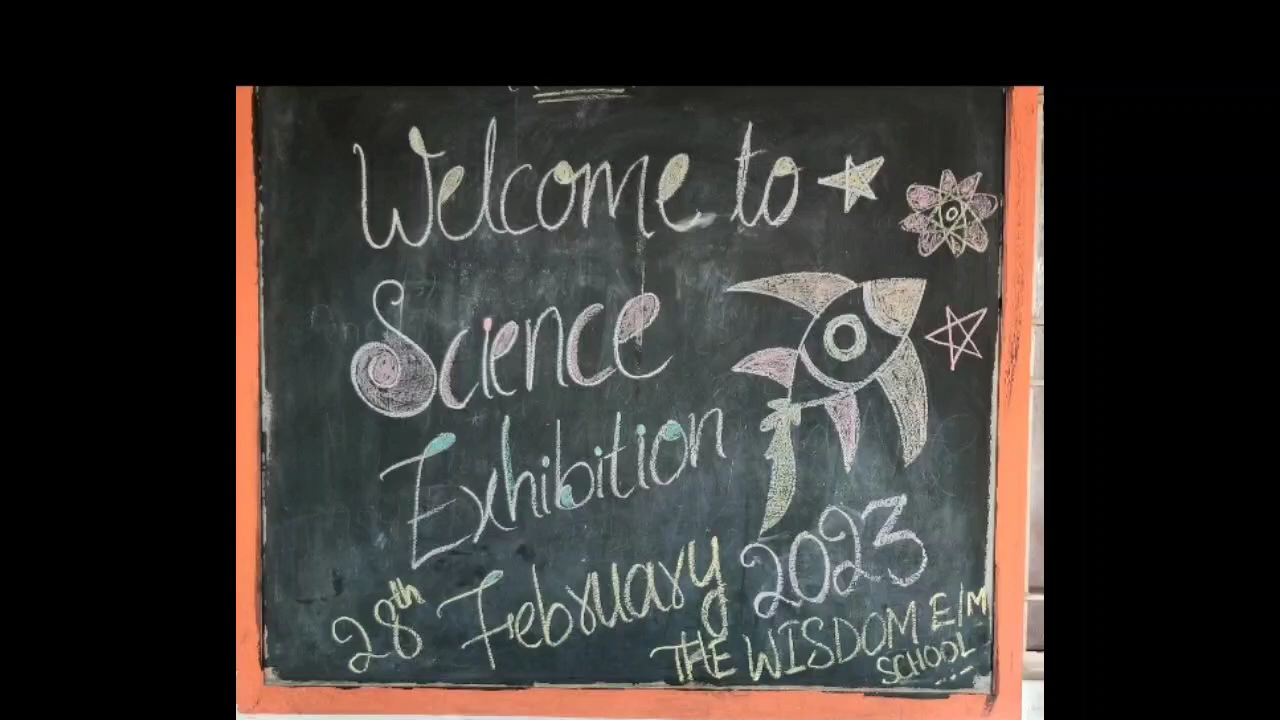 Welcome to
Science
Exhibition
28th February 2023
THE WISDOM E/M
SCHOOL